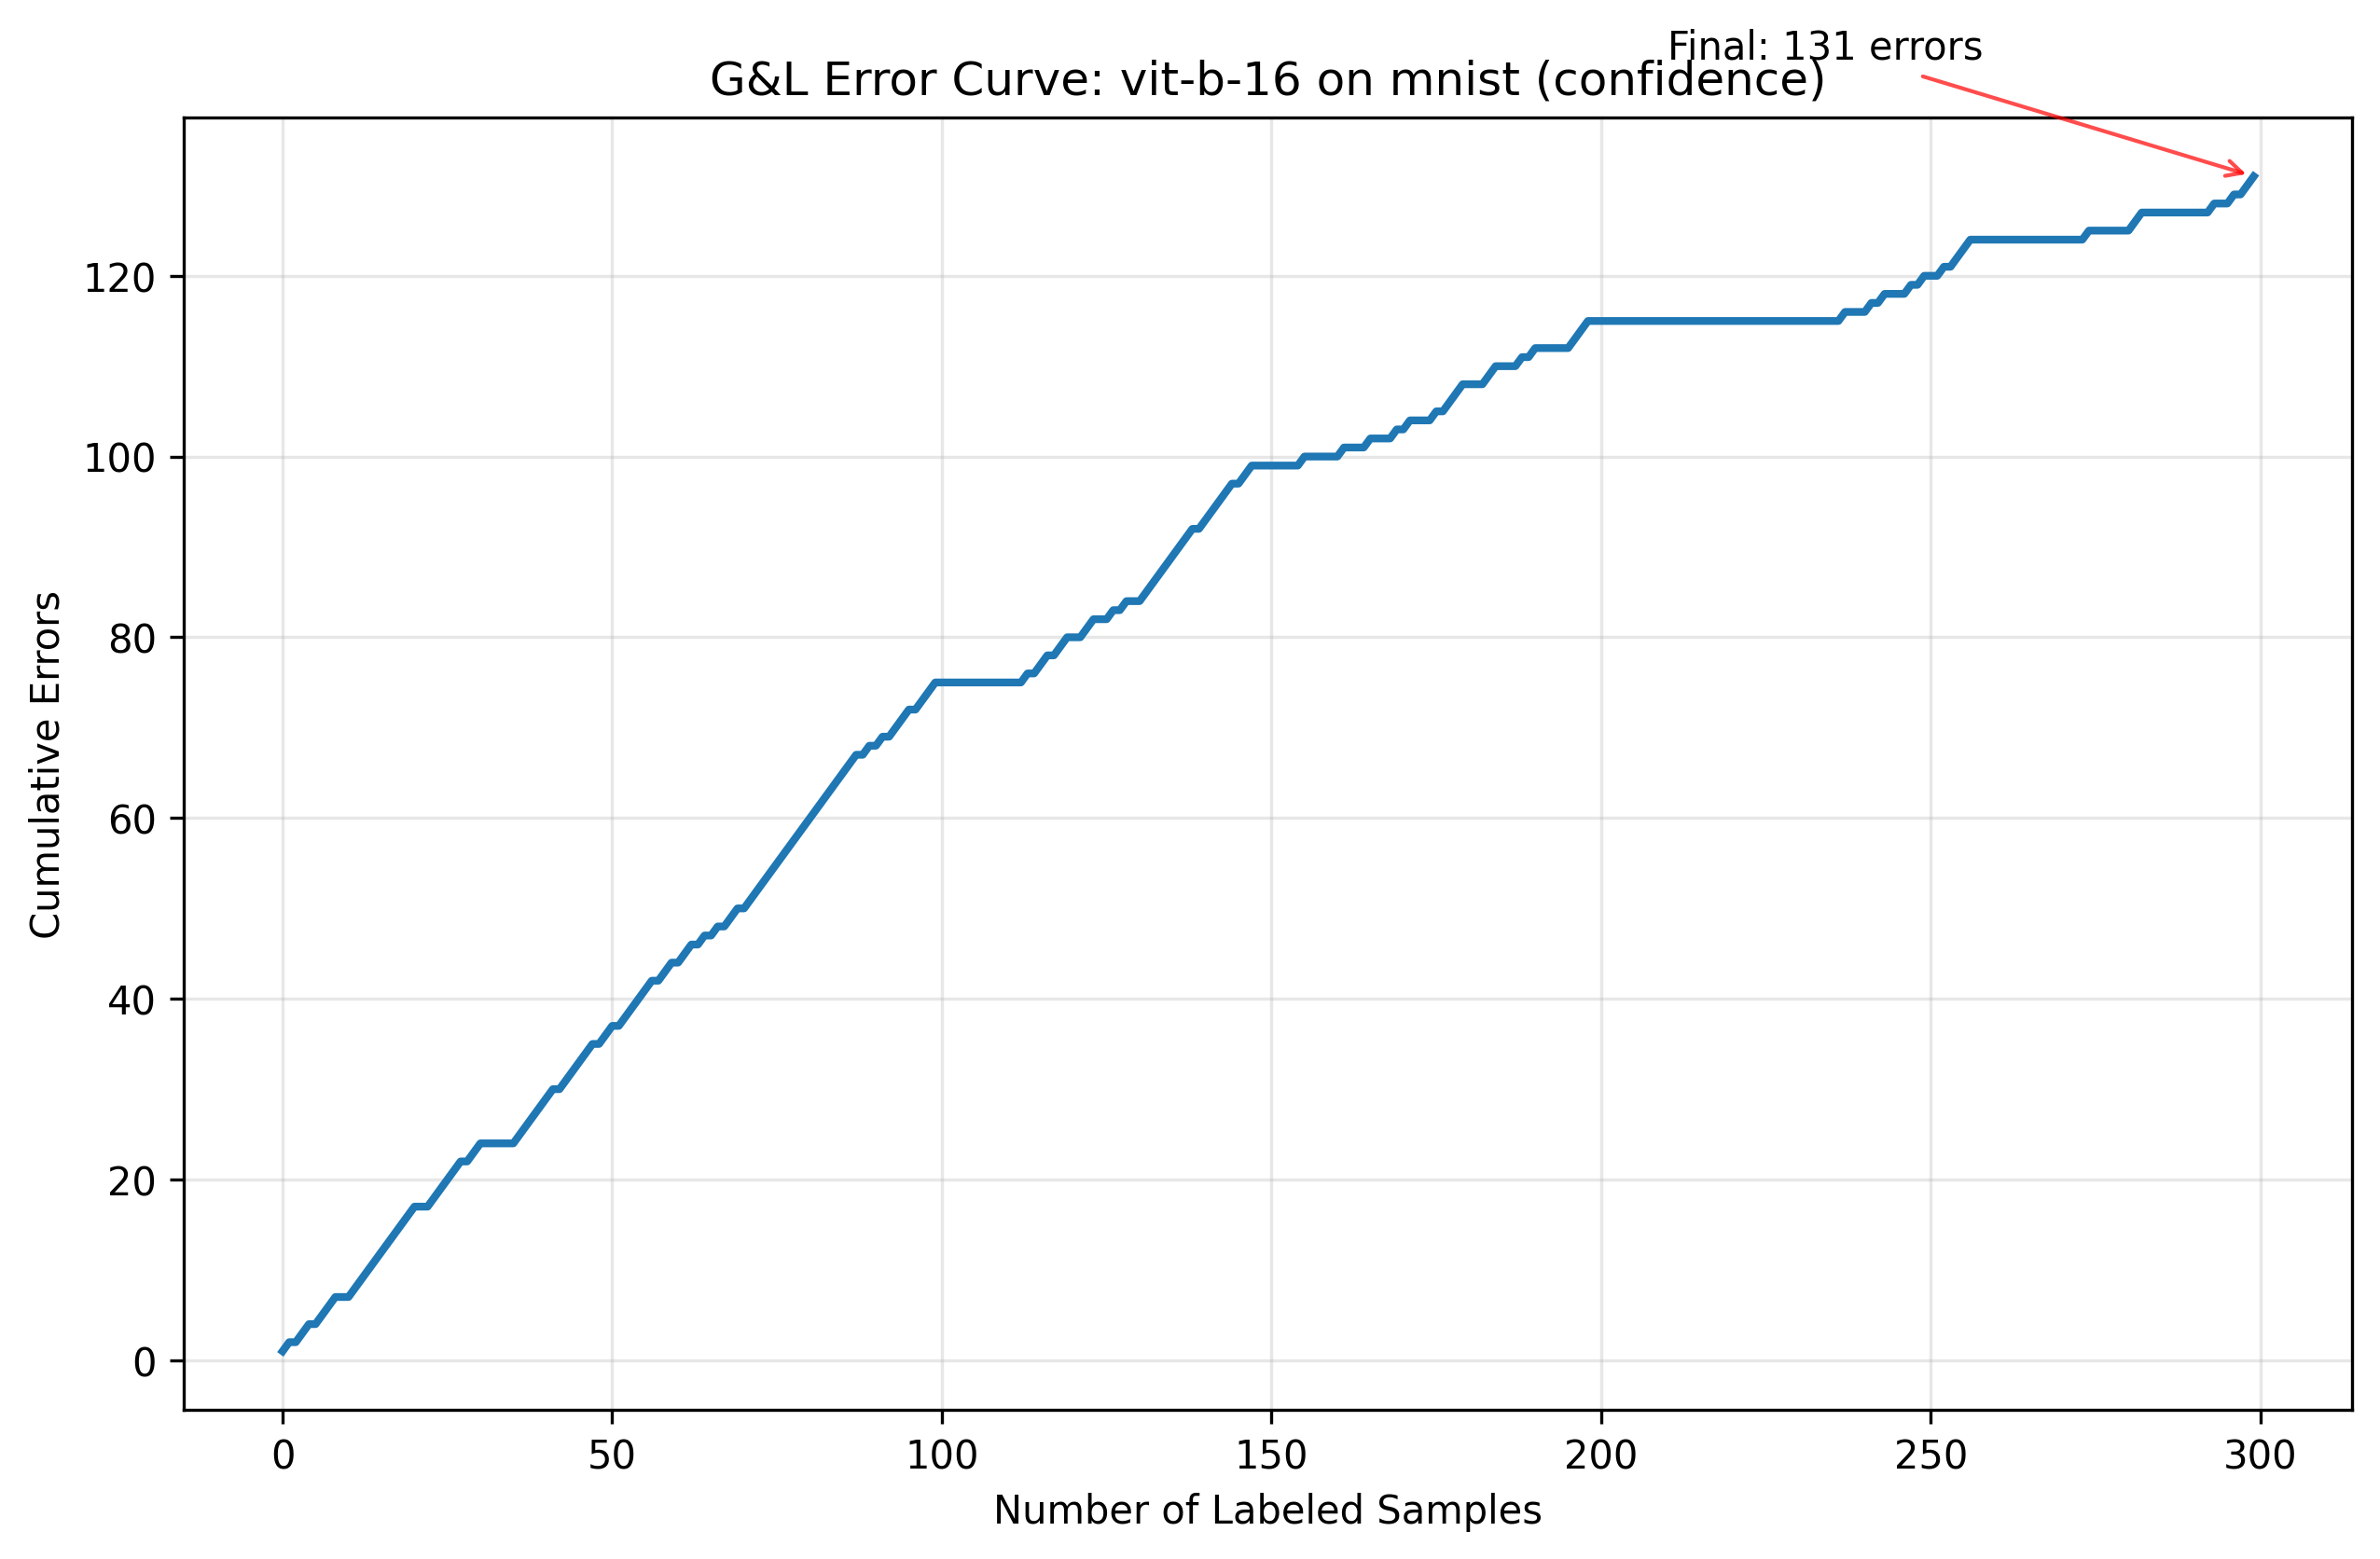 Final: 131 errors
G&L Error Curve: vit-b-16 on mnist (confidence)
Cumulative Errors
120
100
80
60
40
20
0
0 50 100 150 200 250 300
Number of Labeled Samples